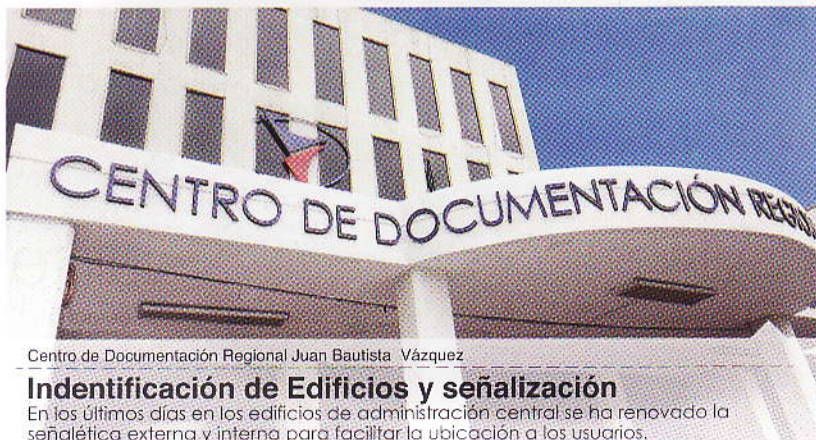 CENTRO DE DOCUMENTACIÓN REGIO
Centro de Documentación Regional Juan Bautista Vázquez
Indentificación de Edificios y señalización
En los últimos días en los edificios de administración central se ha renovado la
señalética externa y interna para facilitar la ubicación a los usuarios.